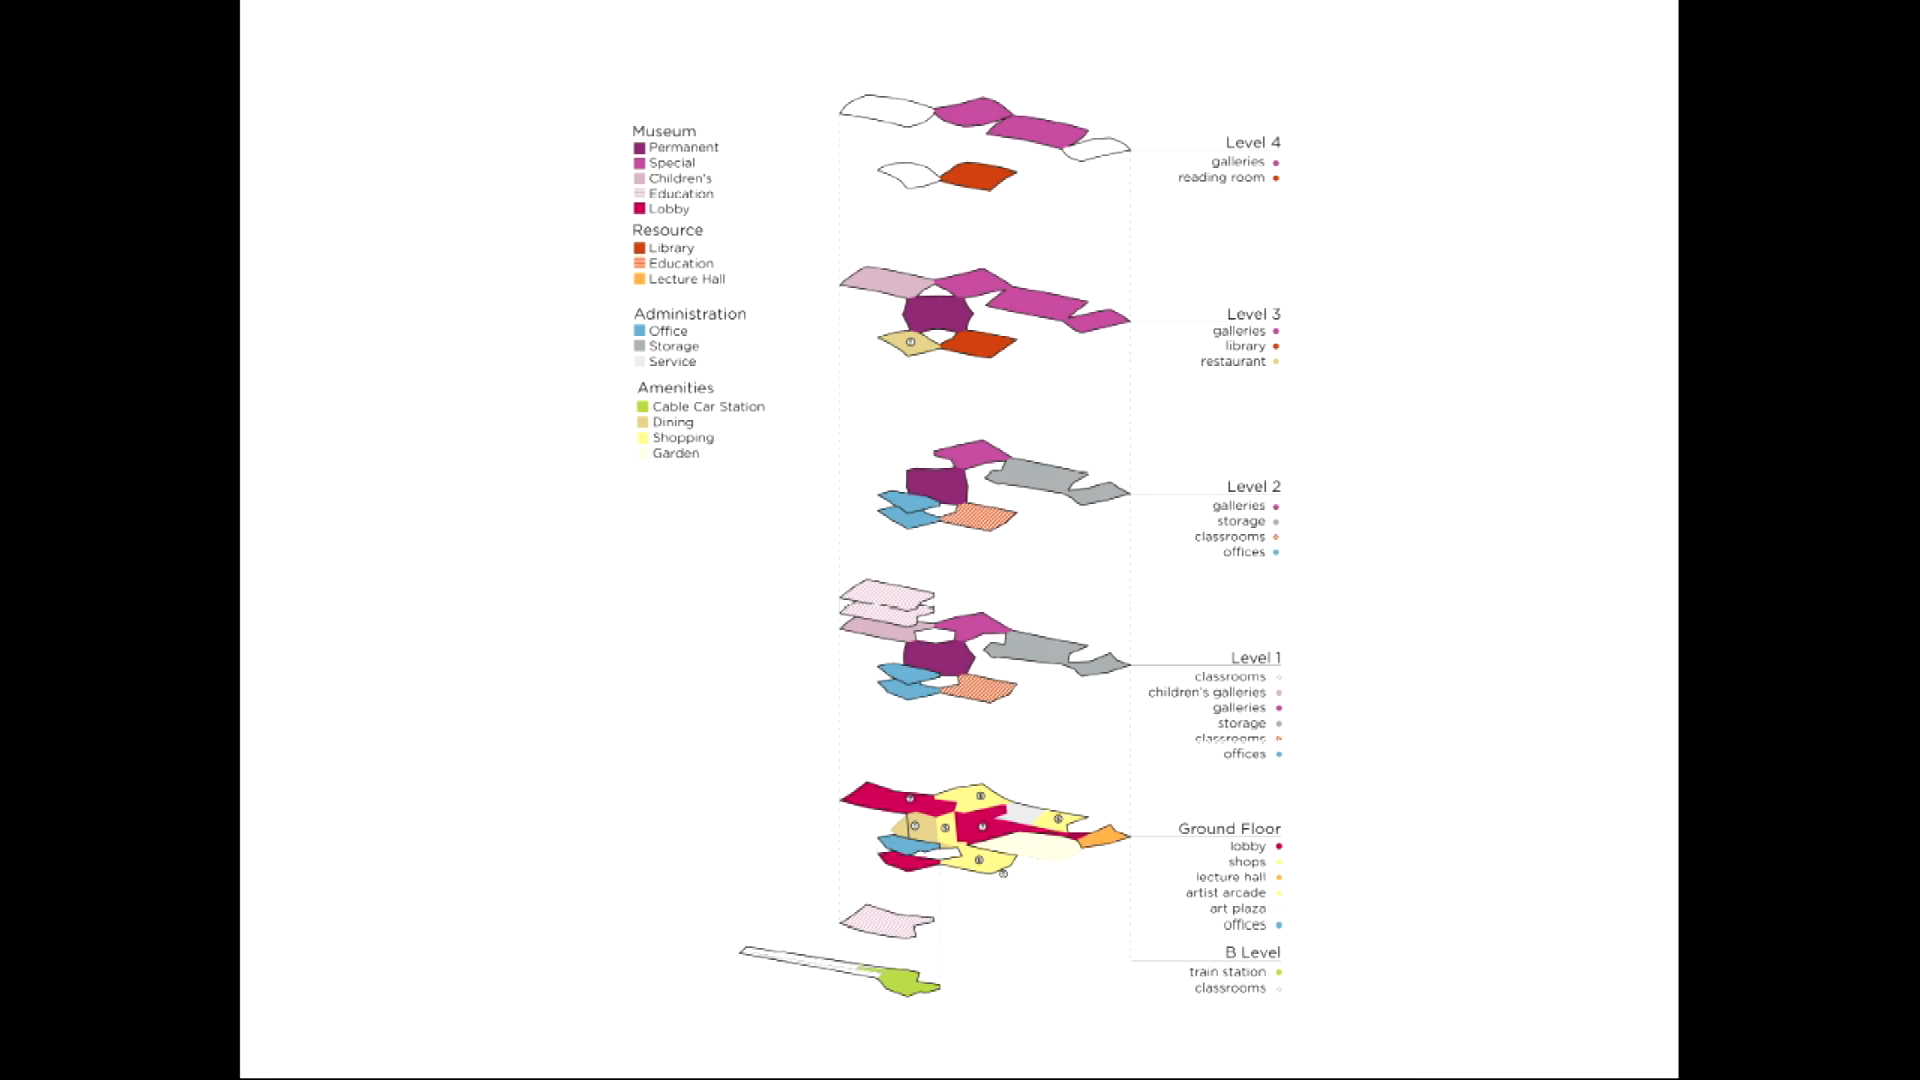 Museum
Permanent
Special
Children's
Education
Lobby
Resource
Library
Education
Lecture Hall
Administration
Office
Storage
Service
Amenities
Cable Car Station
Dining
Shopping
Garden
Level 4
galleries
reading room
Level 3
galleries
library
restaurant
Level 2
galleries
storage
classrooms
offices
Level 1
classrooms
children's galleries
galleries
storage
classrooms
offices
Ground Floor
lobby
shops
lecture hall
artist arcade
art plaza
offices
B Level
train station
classrooms